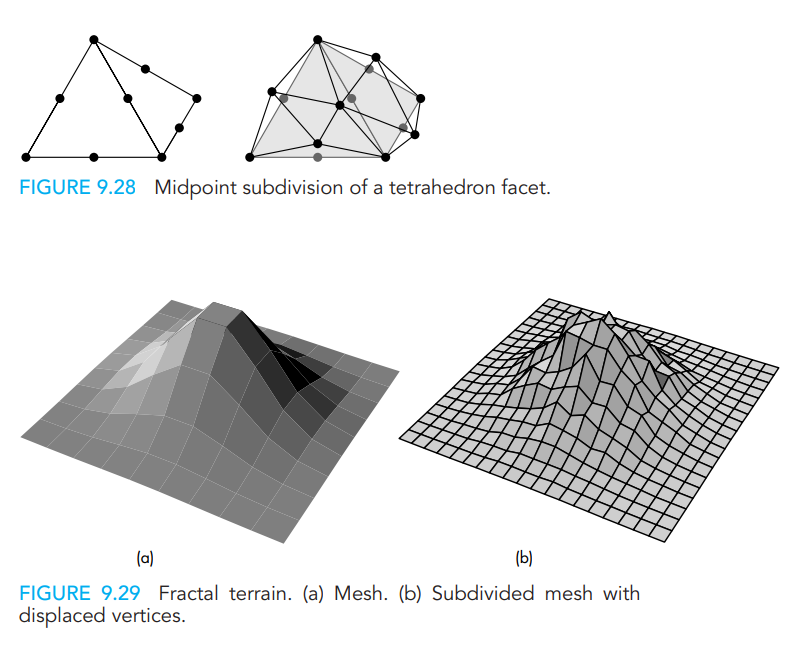 FIGURE 9.28 Midpoint subdivision of a tetrahedron facet.
(a)
(b)
FIGURE 9.29 Fractal terrain. (a) Mesh. (b) Subdivided mesh with
displaced vertices.